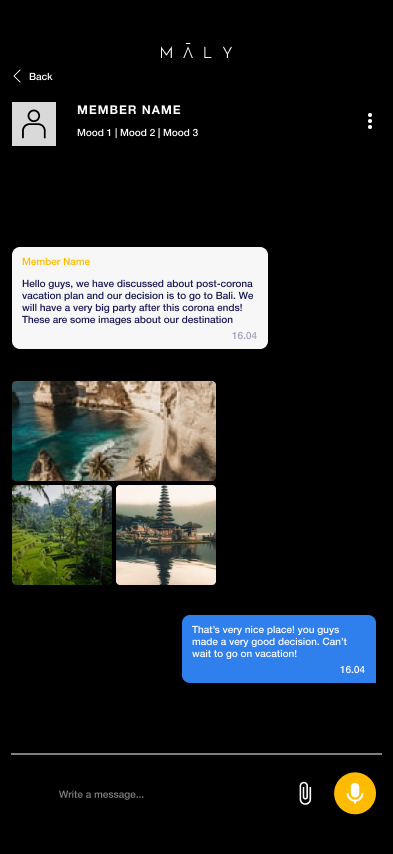 MĀLY
Back
MEMBER NAME
Mood 1 | Mood 2 | Mood 3
Member Name
Hello guys, we have discussed about post-corona
vacation plan and our decision is to go to Bali. We
will have a very big party after this corona ends!
These are some images about our destination
16.04
That's very nice place! you guys
made a very good decision. Can't
wait to go on vacation!
16.04
Write a message...